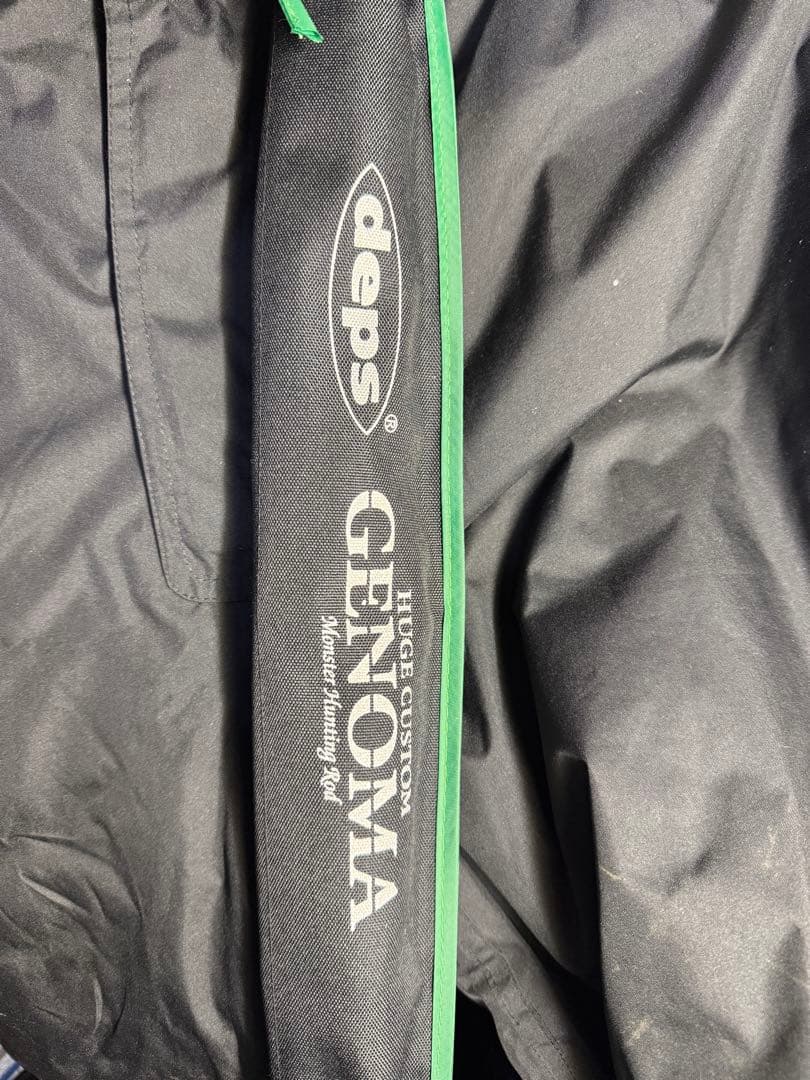 deps®
HUGE CUSTOM
GENOMA
Monster Hunting Rod